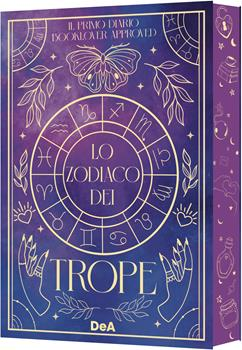 IL PRIMO DIARIO
BOOKLOVER APPROVED
LO
ZODIACO
DEI
TROPE
DeA